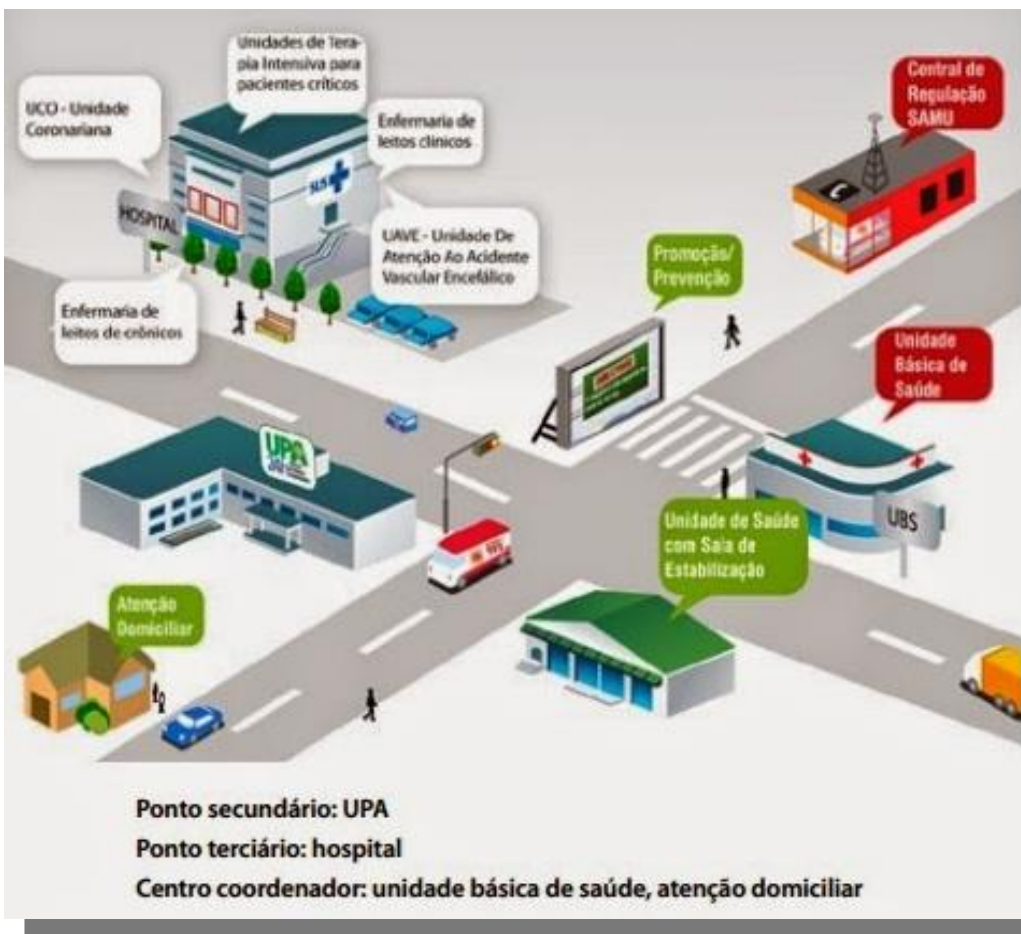 Unidades de Tera-
pia Intensiva para
pacientes críticos
UCO - Unidade
Coronariana
Enfermaria de
leitos clínicos
SUS
HOSPITAL
UAVE - Unidade De
Atenção Ao Acidente
Vascular Encefálico
Enfermaria de
leitos de crônicos
Central de
Regulação
SAMU
Promoção/
Prevenção
Unidade
Básica de
Saúde
UPA
UBS
Unidade de Saúde
com Sala de
Estabilização
Atenção
Domiciliar
Ponto secundário: UPA
Ponto terciário: hospital
Centro coordenador: unidade básica de saúde, atenção domiciliar